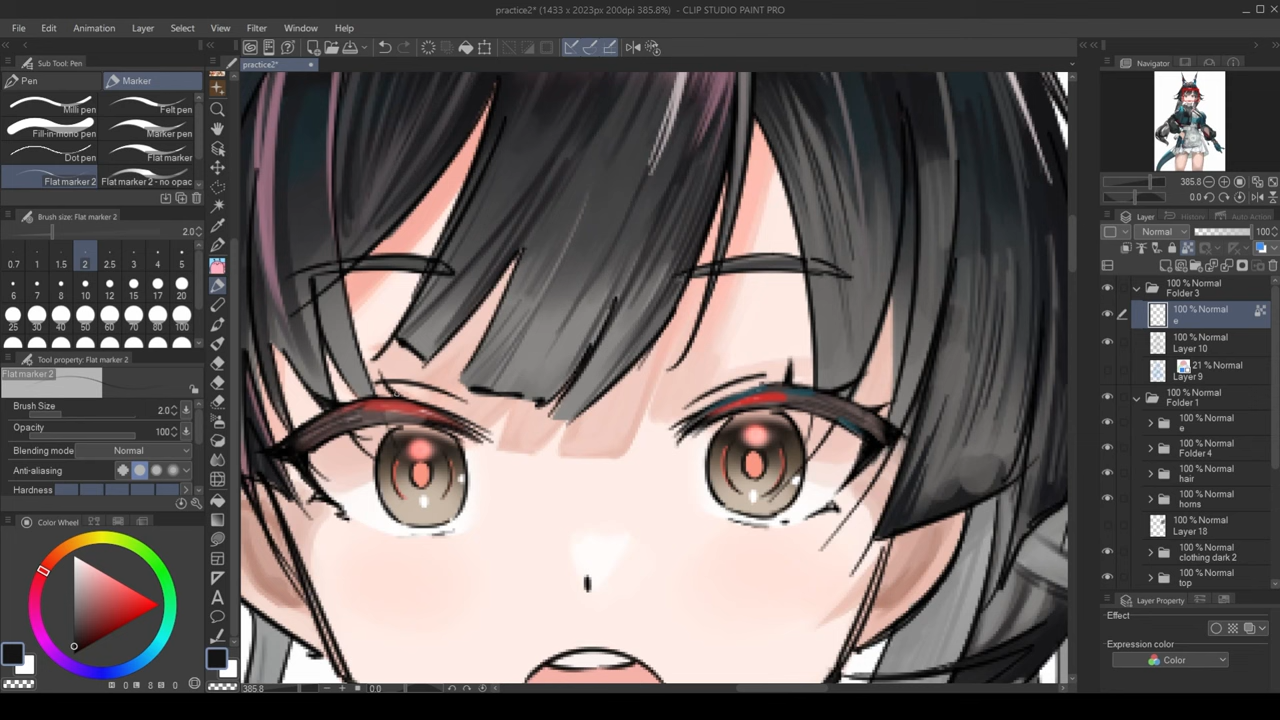 practice2* (1433 x 2023px 200dpi 385.8%) - CLIP STUDIO PAINT PRO
File Edit Animation Layer Select View Filter Window Help
Sub Tool: Pen
practice2*
Navigator
Pen Marker
Milli pen Felt pen
Fill-in-mono pen Marker pen
Dot pen Flat marker
Flat marker 2 Flat marker 2 - no opac
385.8
0.0
Brush size: Flat marker 2
2.0
Layer History Auto Action
Normal 100
0.7 1 1.5 2 2.5 3 4 5
6 7 8 10 12 15 17 20
25 30 40 50 60 70 80 100
Tool property: Flat marker 2
Flat marker 2
Brush Size 2.0
Opacity 100
Blending mode Normal
Anti-aliasing
Hardness
Color Wheel
100 % Normal
Folder 3
100 % Normal
e
100 % Normal
Layer 10
21 % Normal
Layer 9
100 % Normal
Folder 1
100 % Normal
e
100 % Normal
Folder 4
100 % Normal
hair
100 % Normal
horns
100 % Normal
Layer 18
100 % Normal
clothing dark 2
100 % Normal
top
Layer Property
Effect
Expression color
Color
385.8 0.0